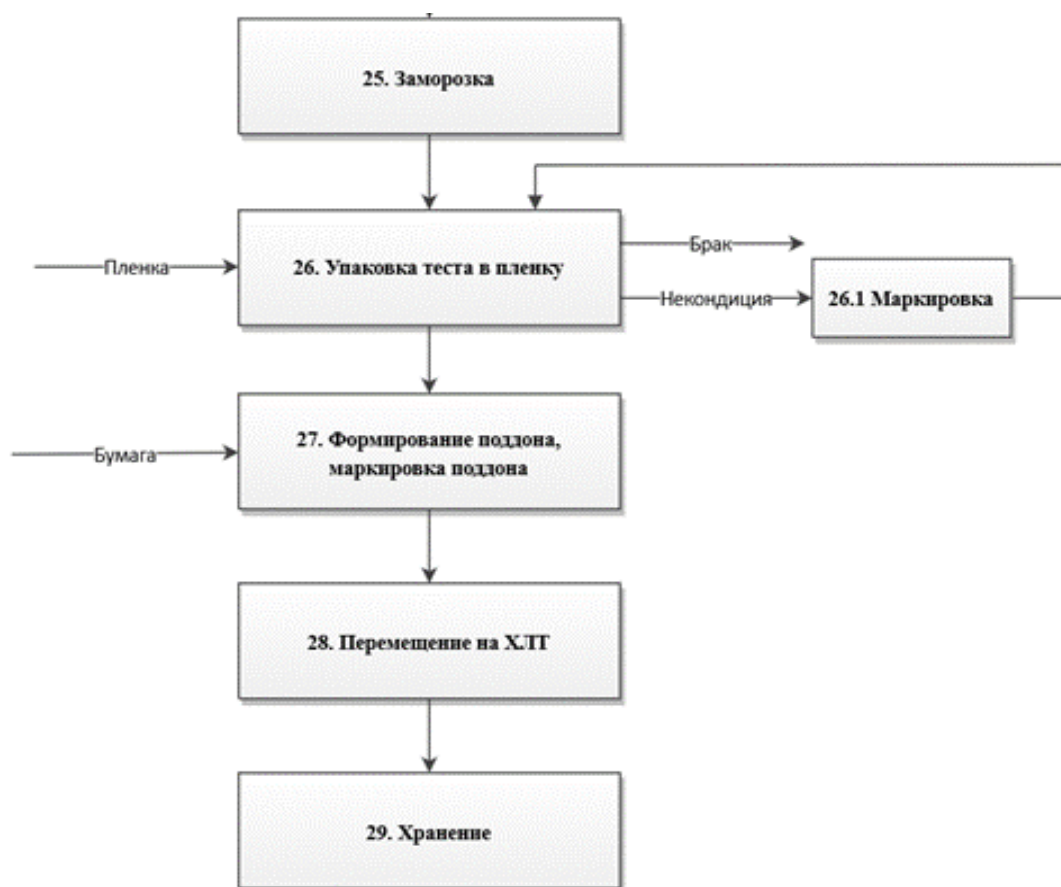 25. Заморозка
Брак
Пленка
26. Упаковка теста в пленку
Некондиция
26.1 Маркировка
Бумага
27. Формирование поддона,
маркировка поддона
28. Перемещение на ХЛТ
29. Хранение